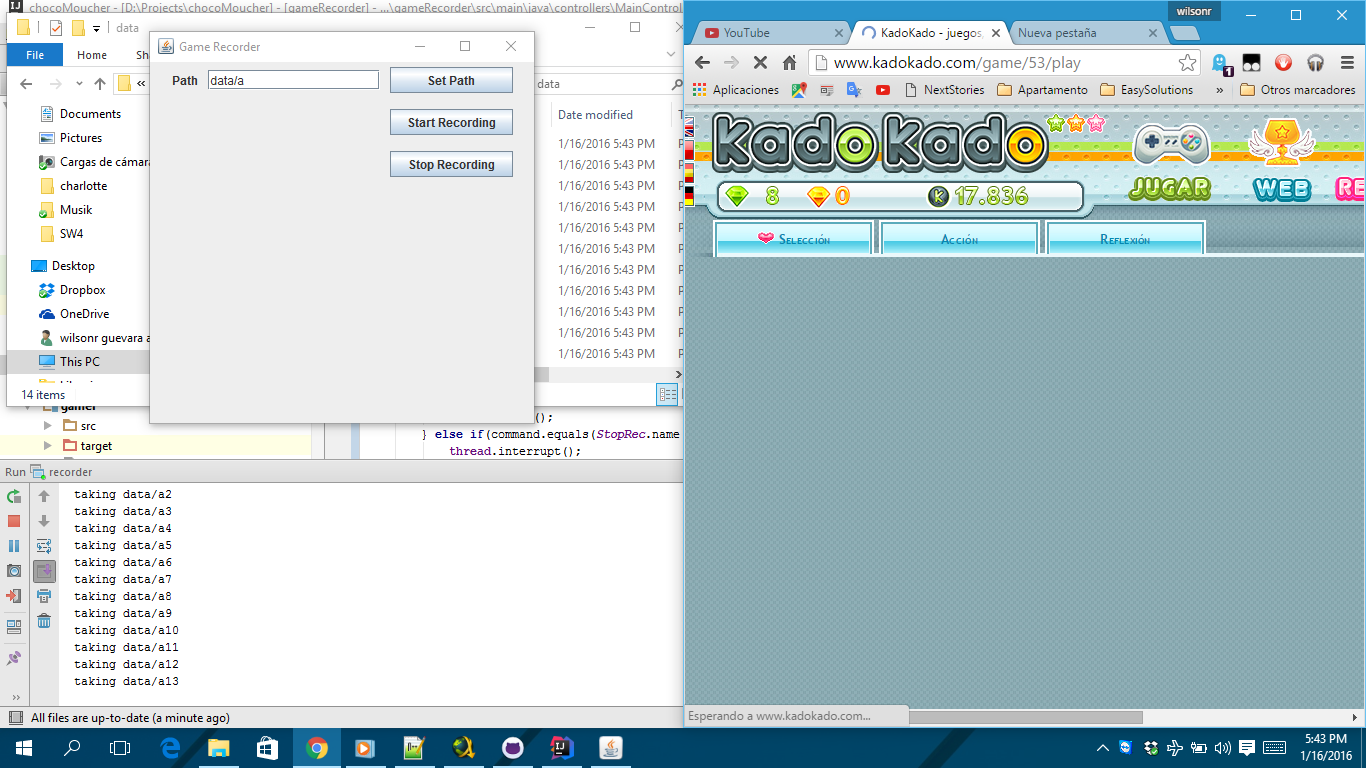 chocoMoucher - [D:\Projects\chocoMoucher] - [gameRecorder] - ...\gameRecorder\src\main\java\controllers\MainControl
data
File
Home
Documents
Pictures
Cargas de cámara
charlotte
Musik
SW4
Desktop
Dropbox
OneDrive
wilsonr guevara a
This PC
14 items
Game Recorder
Path
data/a
Set Path
Start Recording
Stop Recording
«
data
Date modified
1/16/2016 5:43 PM
1/16/2016 5:43 PM
1/16/2016 5:43 PM
1/16/2016 5:43 PM
1/16/2016 5:43 PM
1/16/2016 5:43 PM
1/16/2016 5:43 PM
1/16/2016 5:43 PM
1/16/2016 5:43 PM
1/16/2016 5:43 PM
1/16/2016 5:43 PM
gamer
src
target
();
} else if(command.equals(StopRec.name
thread.interrupt();
Run recorder
taking data/a2
taking data/a3
taking data/a4
taking data/a5
taking data/a6
taking data/a7
taking data/a8
taking data/a9
taking data/a10
taking data/a11
taking data/a12
taking data/a13
All files are up-to-date (a minute ago)
wilsonr
YouTube
KadoKado - juegos,
Nueva pestaña
www.kadokado.com/game/53/play
1
Aplicaciones
NextStories
Apartamento
EasySolutions
»
Otros marcadores
KadoKado
8
0
K 17.836
JUGAR
WEB
RE
Selección
Acción
Reflexión
Esperando a www.kadokado.com...
5:43 PM
1/16/2016